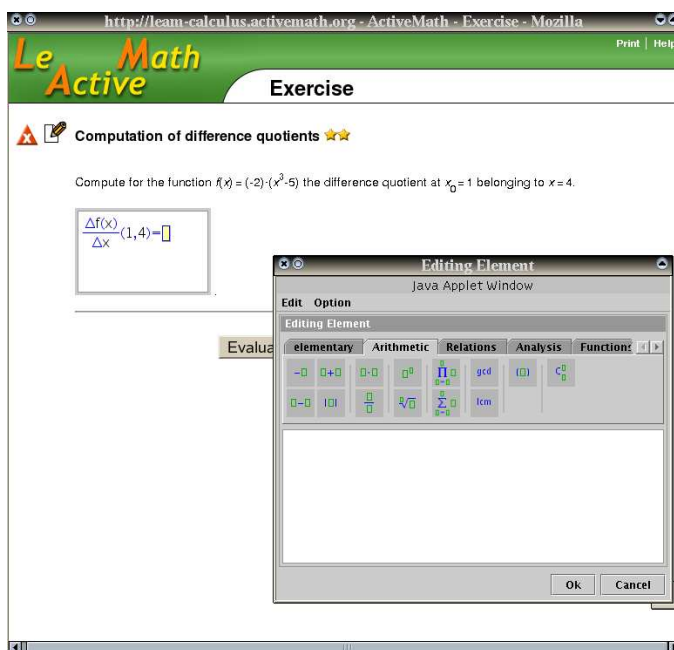 http://leam-calculus.activemath.org - ActiveMath - Exercise - Mozilla
Print | Help
Le Active Math
Exercise
Computation of difference quotients
Compute for the function f(x) = (-2)·(x³-5) the difference quotient at x₀ = 1 belonging to x = 4.
Δf(x)
Δx
(1,4)=
.
Editing Element
Java Applet Window
Edit Option
Editing Element
elementary Arithmetic Relations Analysis Functions
-□ □+□ □·□ □□ ∏ □ □=□ gcd (□) C□□
□-□ |□| □/□ □√□ ∑ □ □=□ lcm
Evalua
Ok Cancel